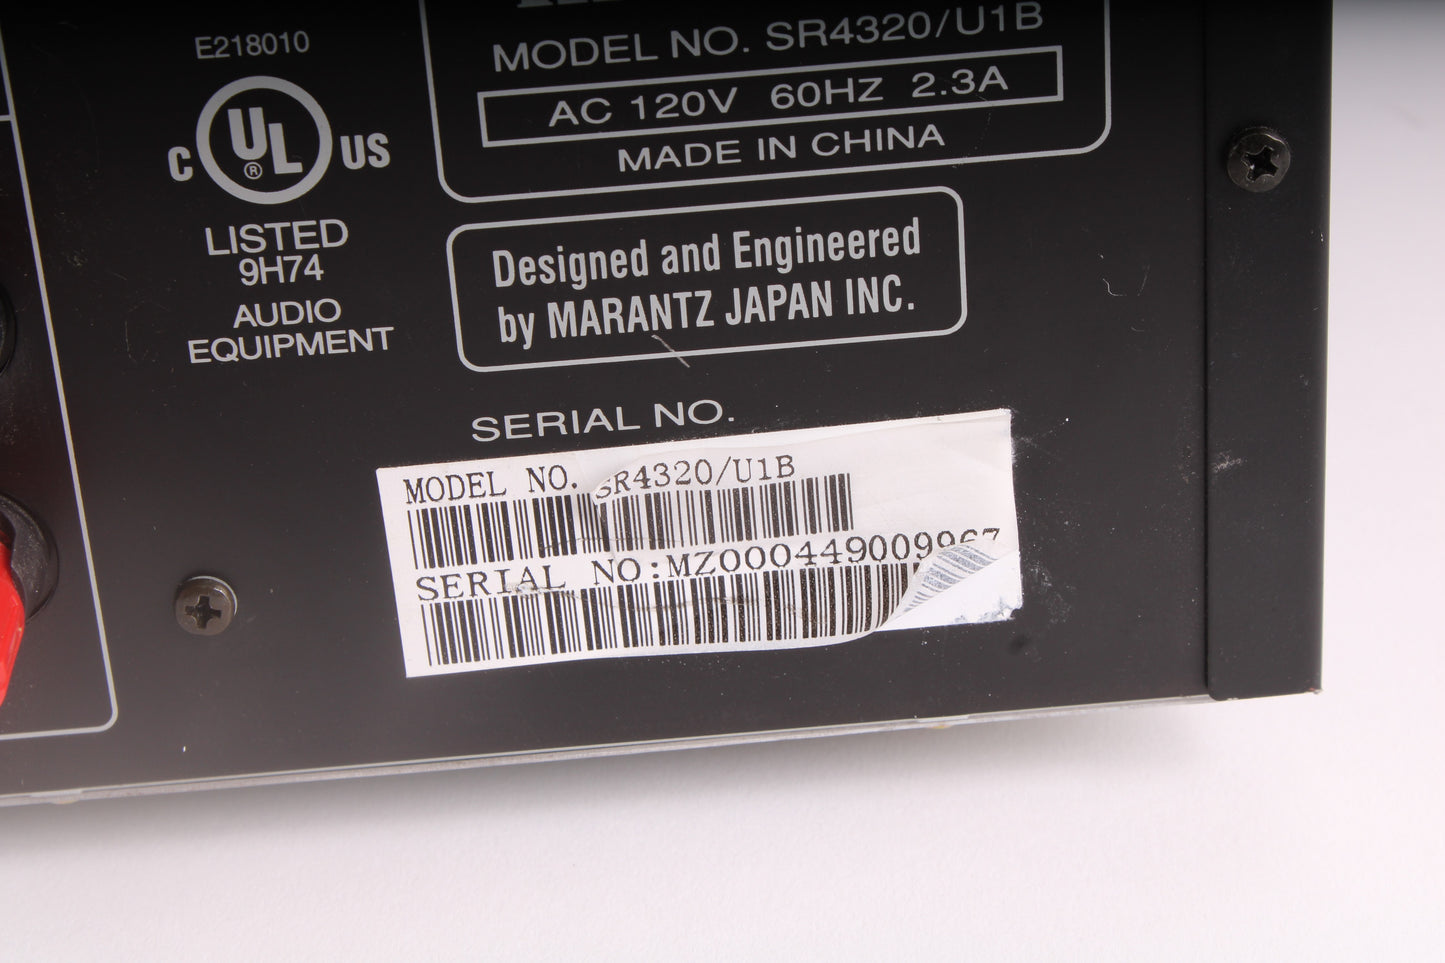 E218010
C UL® US
LISTED
9H74
AUDIO
EQUIPMENT
MODEL NO. SR4320/U1B
AC 120V 60HZ 2.3A
MADE IN CHINA
Designed and Engineered
by MARANTZ JAPAN INC.
SERIAL NO.
MODEL NO. SR4320/U1B
SERIAL NO:MZ000449009967